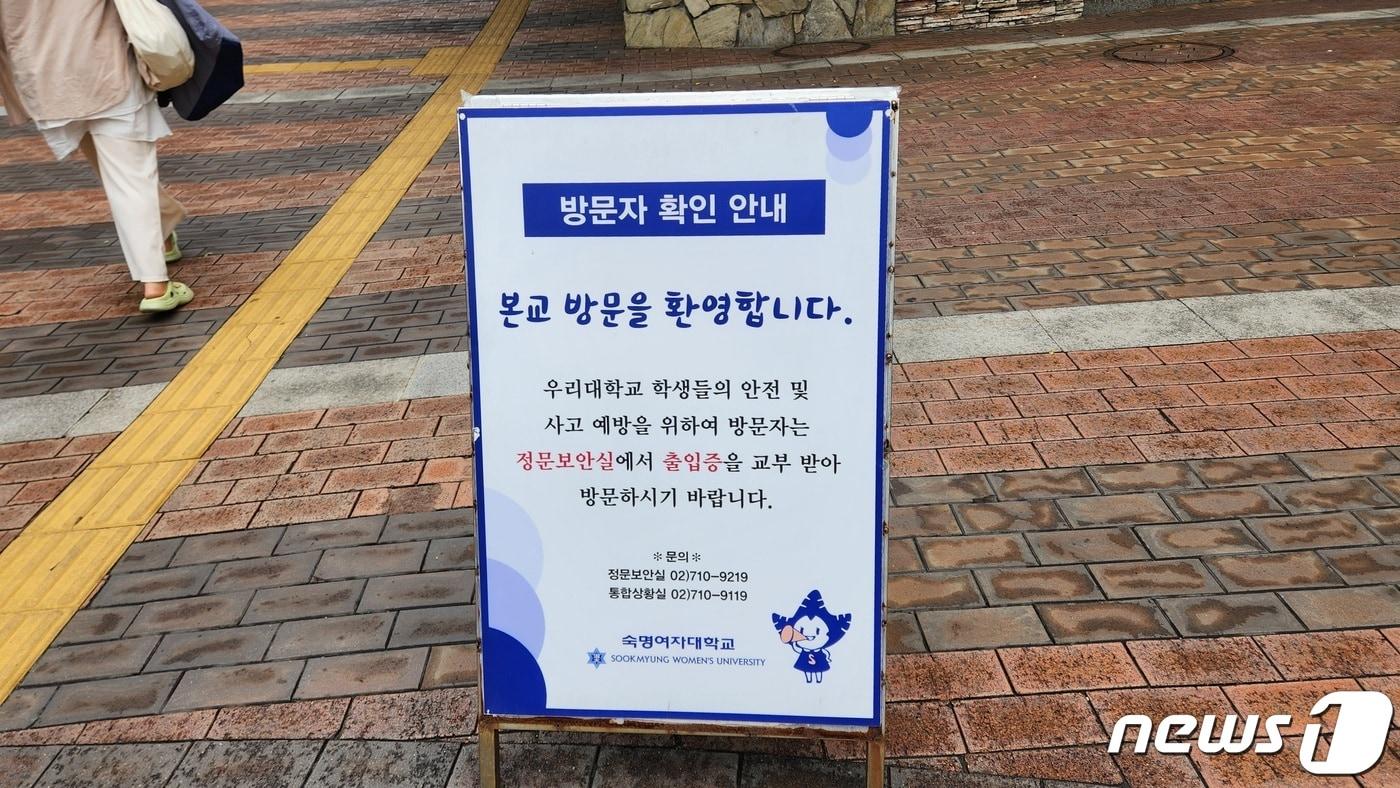 방문자 확인 안내
본교 방문을 환영합니다.
우리대학교 학생들의 안전 및
사고 예방을 위하여 방문자는
정문보안실에서 출입증을 교부 받아
방문하시기 바랍니다.
※문의※
정문보안실 02)710-9219
통합상황실 02)710-9119
숙명여자대학교
SOOKMYUNG WOMEN'S UNIVERSITY
S
news1